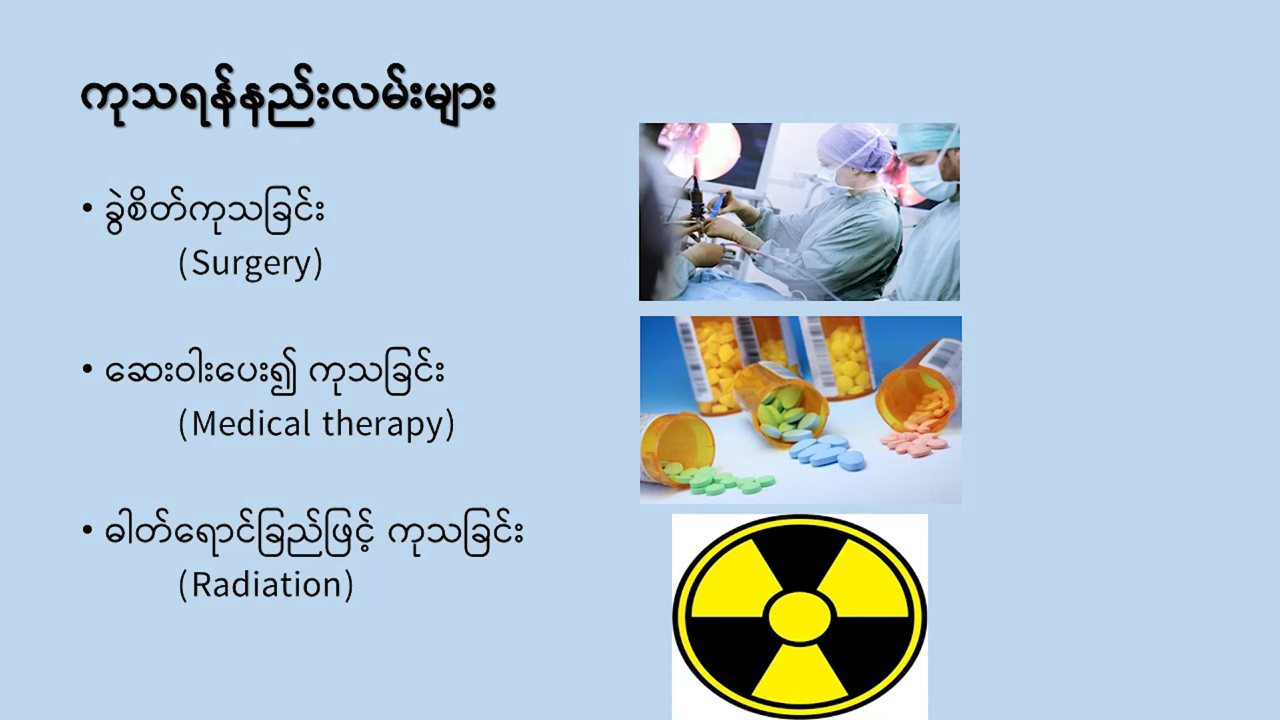 ကုသရန်နည်းလမ်းများ
• ခွဲစိတ်ကုသခြင်း
(Surgery)
• ဆေးဝါးပေး၍ ကုသခြင်း
(Medical therapy)
• ဓါတ်ရောင်ခြည်ဖြင့် ကုသခြင်း
(Radiation)